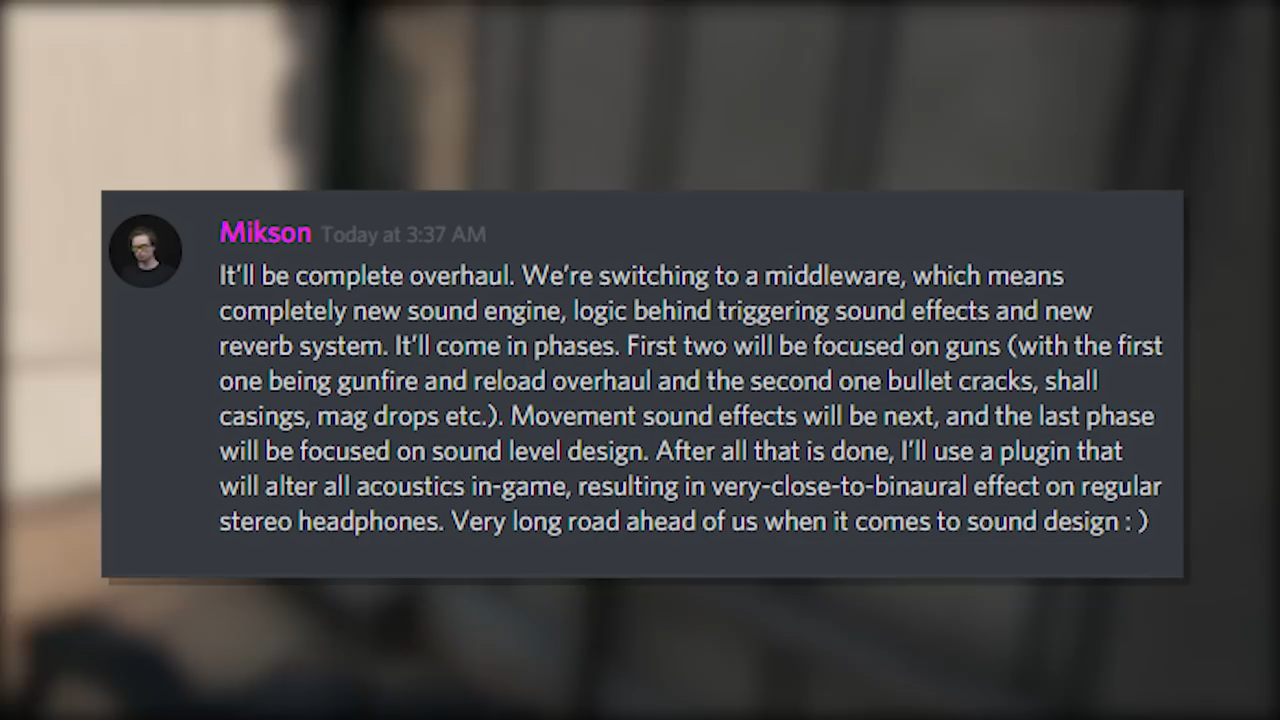 Mikson Today at 3:37 AM
It'll be complete overhaul. We're switching to a middleware, which means
completely new sound engine, logic behind triggering sound effects and new
reverb system. It'll come in phases. First two will be focused on guns (with the first
one being gunfire and reload overhaul and the second one bullet cracks, shall
casings, mag drops etc.). Movement sound effects will be next, and the last phase
will be focused on sound level design. After all that is done, I'll use a plugin that
will alter all acoustics in-game, resulting in very-close-to-binaural effect on regular
stereo headphones. Very long road ahead of us when it comes to sound design : )